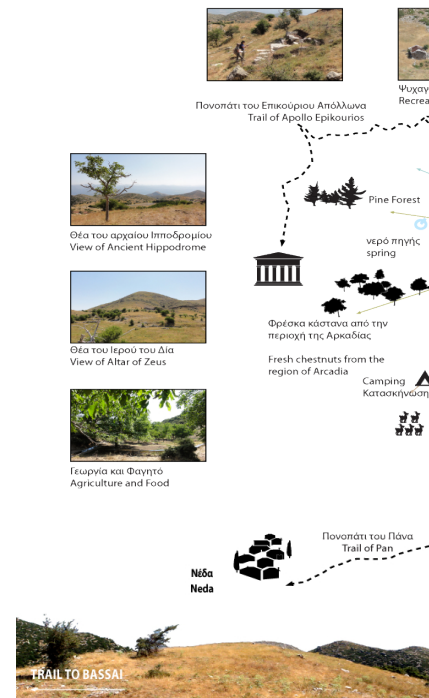 Πονοπάτι του Επικούριου Απόλλωνα
Trail of Apollo Epikourios
Θέα του αρχαίου Ιπποδρομίου
View of Ancient Hippodrome
Pine Forest
νερό πηγής
spring
Θέα του Ιερού του Δία
View of Altar of Zeus
Φρέσκα κάστανα από την
περιοχή της Αρκαδίας
Fresh chestnuts from the
region of Arcadia
Camping
Κατασκήνωση
Γεωργία και Φαγητό
Agriculture and Food
Πονοπάτι του Πάνα
Trail of Pan
Νέδα
Neda
TRAIL TO BASSAI